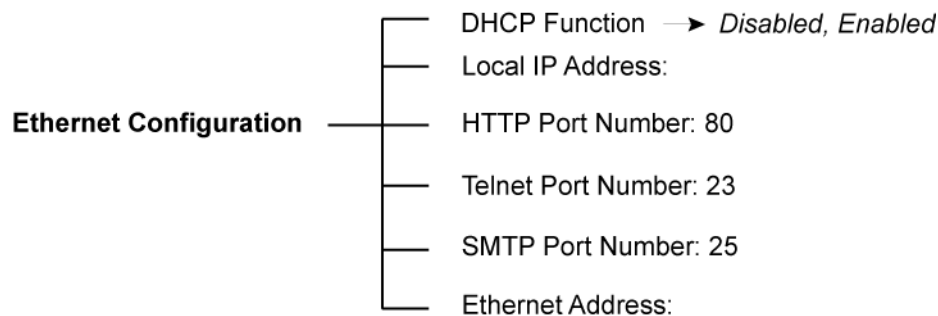 DHCP Function → Disabled, Enabled
Local IP Address:
Ethernet Configuration
HTTP Port Number: 80
Telnet Port Number: 23
SMTP Port Number: 25
Ethernet Address: